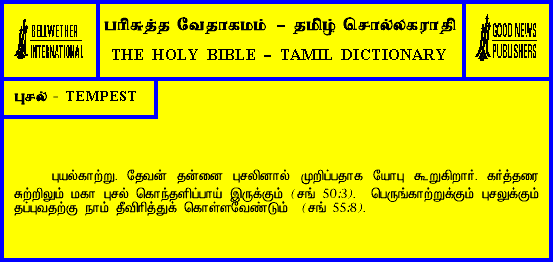 BELLWETHER
INTERNATIONAL
பரிசுத்த வேதாகமம் - தமிழ் சொல்லகராதி
THE HOLY BIBLE - TAMIL DICTIONARY
GOOD NEWS
PUBLISHERS
புசல் - TEMPEST
புயல்காற்று. தேவன் தன்னை புசலினால் முறிப்பதாக யோபு கூறுகிறார். கர்த்தரை
சுற்றிலும் மகா புசல் கொந்தளிப்பாய் இருக்கும் (சங் 50:3). பெருங்காற்றுக்கும் புசலுக்கும்
தப்புவதற்கு நாம் தீவிரித்துக் கொள்ளவேண்டும் (சங் 55:8).